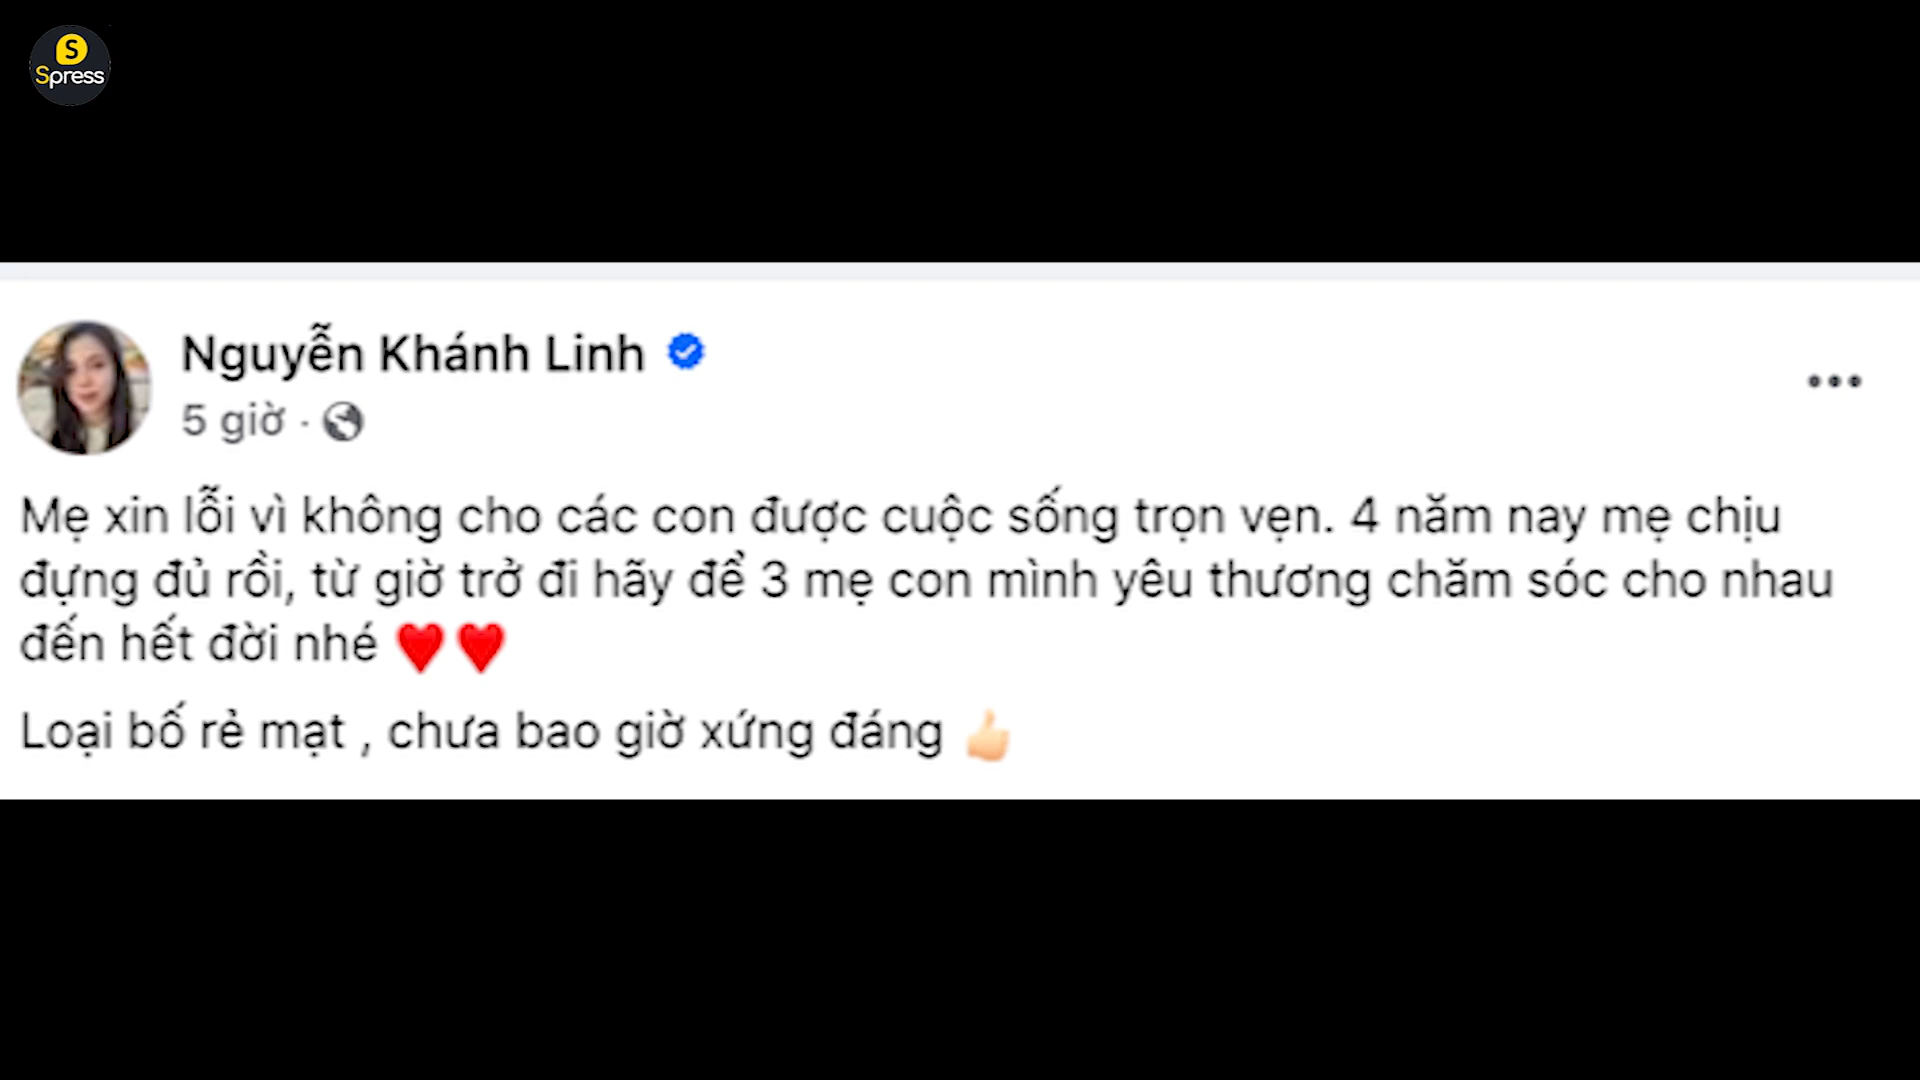 S
Spress
Nguyễn Khánh Linh
5 giờ ·
Mẹ xin lỗi vì không cho các con được cuộc sống trọn vẹn. 4 năm nay mẹ chịu
đựng đủ rồi, từ giờ trở đi hãy để 3 mẹ con mình yêu thương chăm sóc cho nhau
đến hết đời nhé ♥♥
Loại bố rẻ mạt , chưa bao giờ xứng đáng 👍🏻